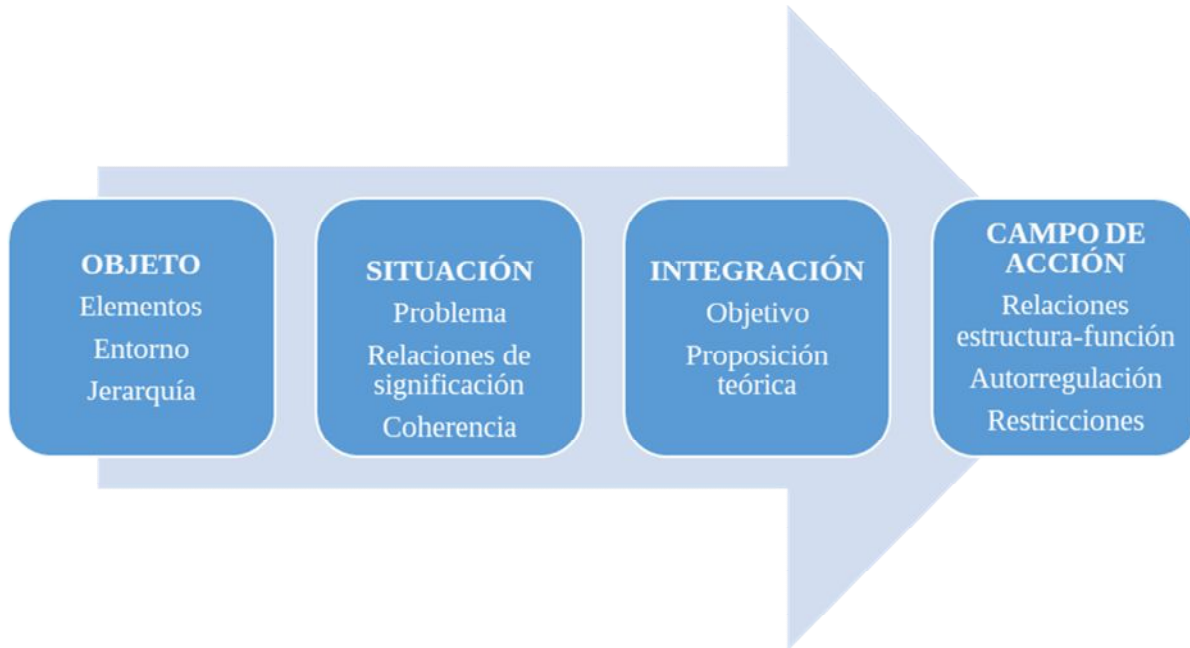 OBJETO
Elementos
Entorno
Jerarquía
SITUACIÓN
Problema
Relaciones de
significación
Coherencia
INTEGRACIÓN
Objetivo
Proposición
teórica
CAMPO DE
ACCIÓN
Relaciones
estructura-función
Autorregulación
Restricciones